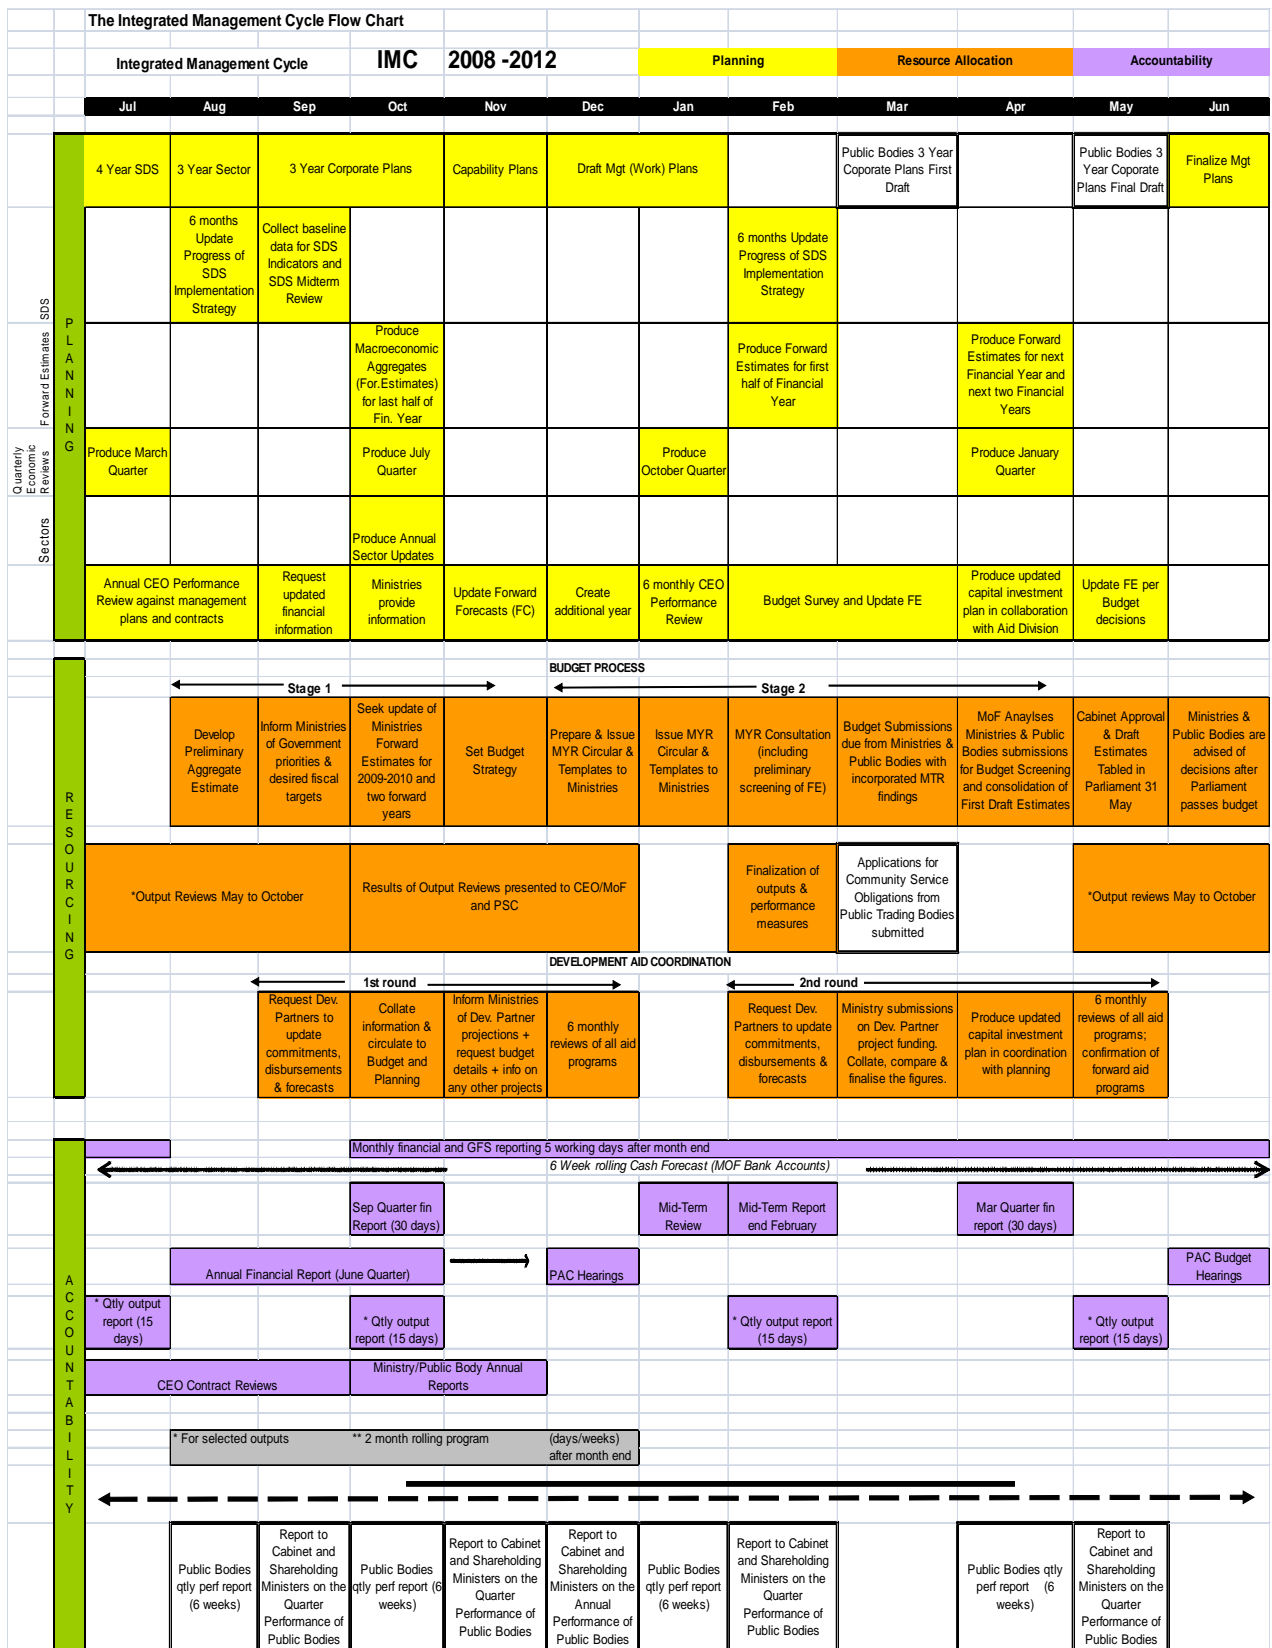 The Integrated Management Cycle Flow Chart
Integrated Management Cycle
IMC
2008 -2012
Planning
Resource Allocation
Accountability
Jul
Aug
Sep
Oct
Nov
Dec
Jan
Feb
Mar
Apr
May
Jun
PLANNING
4 Year SDS
3 Year Sector
3 Year Corporate Plans
Capability Plans
Draft Mgt (Work) Plans
Public Bodies 3 Year
Coporate Plans First
Draft
Public Bodies 3
Year Coporate
Plans Final Draft
Finalize Mgt
Plans
SDS
6 months
Update
Progress of
SDS
Implementation
Strategy
Collect baseline
data for SDS
Indicators and
SDS Midterm
Review
6 months Update
Progress of SDS
Implementation
Strategy
Forward Estimates
Produce
Macroeconomic
Aggregates
(For.Estimates)
for last half of
Fin. Year
Produce Forward
Estimates for first
half of Financial
Year
Produce Forward
Estimates for next
Financial Year and
next two Financial
Years
Quarterly
Economic
Reviews
Produce March
Quarter
Produce July
Quarter
Produce
October Quarter
Produce January
Quarter
Sectors
Produce Annual
Sector Updates
Annual CEO Performance
Review against management
plans and contracts
Request
updated
financial
information
Ministries
provide
information
Update Forward
Forecasts (FC)
Create
additional year
6 monthly CEO
Performance
Review
Budget Survey and Update FE
Produce updated
capital investment
plan in collaboration
with Aid Division
Update FE per
Budget
decisions
RESOURCING
BUDGET PROCESS
Stage 1
Stage 2
Develop
Preliminary
Aggregate
Estimate
Inform Ministries
of Government
priorities &
desired fiscal
targets
Seek update of
Ministries
Forward
Estimates for
2009-2010 and
two forward
years
Set Budget
Strategy
Prepare & Issue
MYR Circular &
Templates to
Ministries
Issue MYR
Circular &
Templates to
Ministries
MYR Consultation
(including
preliminary
screening of FE)
Budget Submissions
due from Ministries &
Public Bodies with
incorporated MTR
findings
MoF Anaylses
Ministries & Public
Bodies submissions
for Budget Screening
and consolidation of
First Draft Estimates
Cabinet Approval
& Draft
Estimates
Tabled in
Parliament 31
May
Ministries &
Public Bodies are
advised of
decisions after
Parliament
passes budget
*Output Reviews May to October
Results of Output Reviews presented to CEO/MoF
and PSC
Finalization of
outputs &
performance
measures
Applications for
Community Service
Obligations from
Public Trading Bodies
submitted
*Output reviews May to October
DEVELOPMENT AID COORDINATION
1st round
2nd round
Request Dev.
Partners to
update
commitments,
disbursements
& forecasts
Collate
information &
circulate to
Budget and
Planning
Inform Ministries
of Dev. Partner
projections +
request budget
details + info on
any other projects
6 monthly
reviews of all aid
programs
Request Dev.
Partners to update
commitments,
disbursements &
forecasts
Ministry submissions
on Dev. Partner
project funding.
Collate, compare &
finalise the figures.
Produce updated
capital investment
plan in coordination
with planning
6 monthly
reviews of all aid
programs;
confirmation of
forward aid
programs
ACCOUNTABILITY
Monthly financial and GFS reporting 5 working days after month end
6 Week rolling Cash Forecast (MOF Bank Accounts)
Sep Quarter fin
Report (30 days)
Mid-Term
Review
Mid-Term Report
end February
Mar Quarter fin
report (30 days)
Annual Financial Report (June Quarter)
PAC Hearings
PAC Budget
Hearings
* Qtly output
report (15
days)
* Qtly output
report (15 days)
* Qtly output report
(15 days)
* Qtly output
report (15 days)
CEO Contract Reviews
Ministry/Public Body Annual
Reports
* For selected outputs
** 2 month rolling program
(days/weeks)
after month end
Public Bodies
qtly perf report
(6 weeks)
Report to
Cabinet and
Shareholding
Ministers on the
Quarter
Performance of
Public Bodies
Public Bodies
qtly perf report (6
weeks)
Report to Cabinet
and Shareholding
Ministers on the
Quarter
Performance of
Public Bodies
Report to
Cabinet and
Shareholding
Ministers on the
Annual
Performance of
Public Bodies
Public Bodies
qtly perf report
(6 weeks)
Report to Cabinet
and Shareholding
Ministers on the
Quarter
Performance of
Public Bodies
Public Bodies qtly
perf report (6
weeks)
Report to
Cabinet and
Shareholding
Ministers on the
Quarter
Performance of
Public Bodies